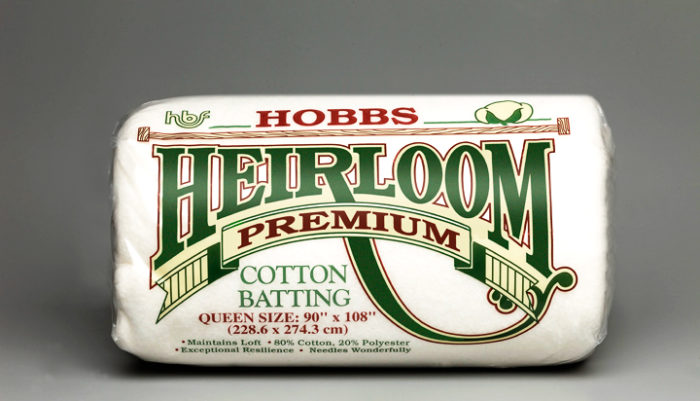 hbf HOBBS
HEIRLOOM
PREMIUM
COTTON
BATTING
QUEEN SIZE: 90" x 108"
(228.6 x 274.3 cm)
• Maintains Loft • 80% Cotton, 20% Polyester
• Exceptional Resilience • Needles Wonderfully